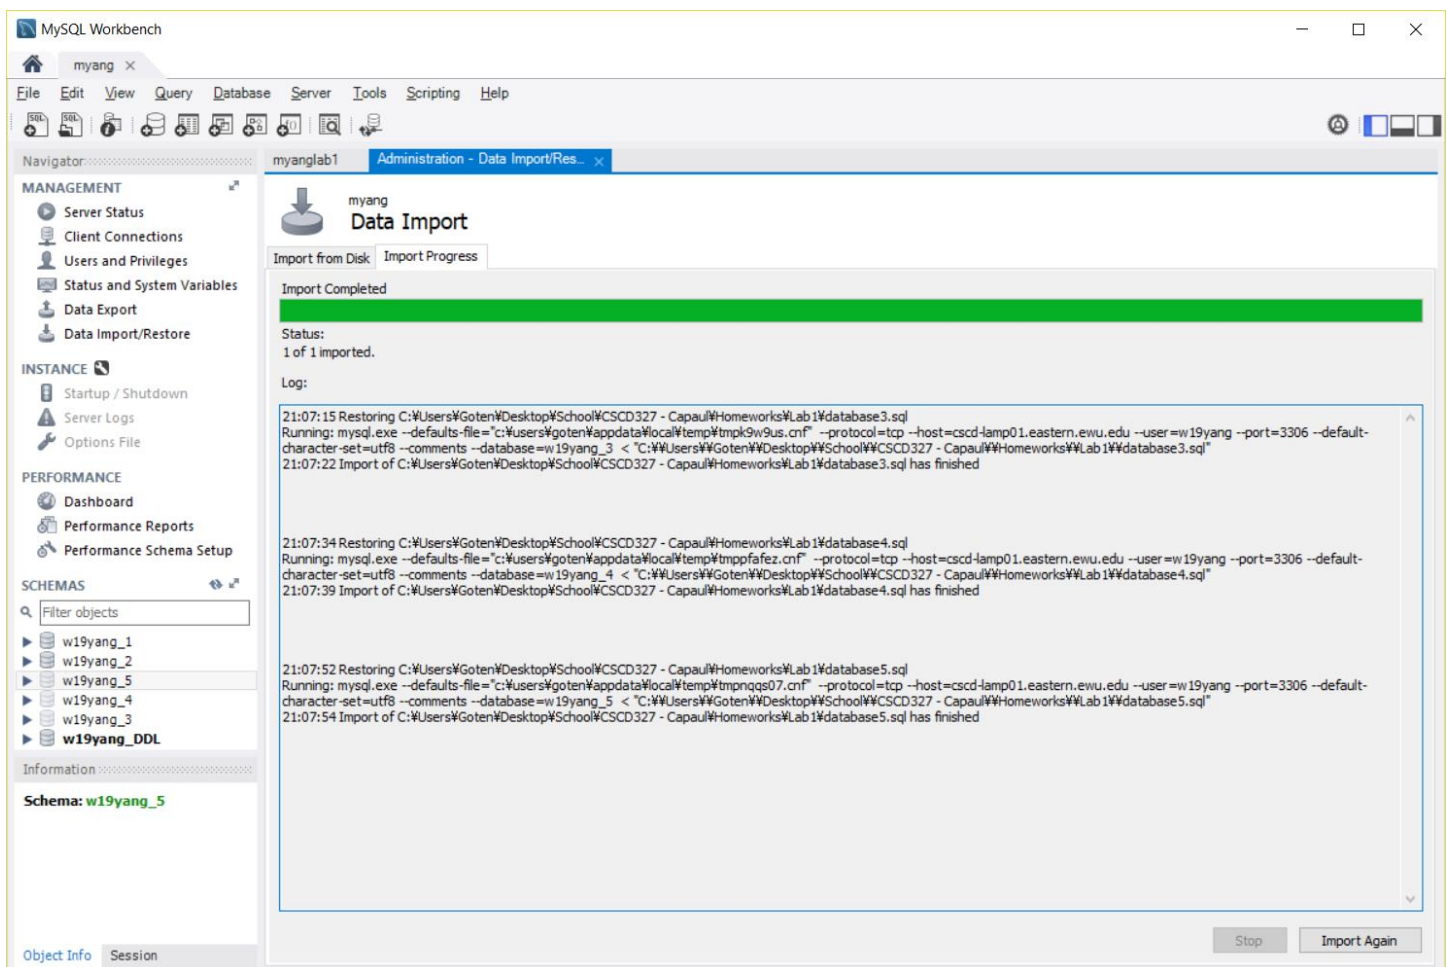 MySQL Workbench
myang
File Edit View Query Database Server Tools Scripting Help
Navigator
MANAGEMENT
Server Status
Client Connections
Users and Privileges
Status and System Variables
Data Export
Data Import/Restore
INSTANCE
Startup / Shutdown
Server Logs
Options File
PERFORMANCE
Dashboard
Performance Reports
Performance Schema Setup
SCHEMAS
Filter objects
w19yang_1
w19yang_2
w19yang_5
w19yang_4
w19yang_3
w19yang_DDL
Information
Schema: w19yang_5
Object Info Session
myanglab1 Administration - Data Import/Res...
myang
Data Import
Import from Disk Import Progress
Import Completed
Status:
1 of 1 imported.
Log:
21:07:15 Restoring C:¥Users¥Goten¥Desktop¥School¥CSCD327 - Capaul¥Homeworks¥Lab1¥database3.sql
Running: mysql.exe --defaults-file="c:¥users¥goten¥appdata¥local¥temp¥tmpk9w9us.cnf" --protocol=tcp --host=cscd-lamp01.eastern.ewu.edu --user=w19yang --port=3306 --default-
character-set=utf8 --comments --database=w19yang_3 < "C:¥¥Users¥¥Goten¥¥Desktop¥¥School¥¥CSCD327 - Capaul¥¥Homeworks¥¥Lab1¥¥database3.sql"
21:07:22 Import of C:¥Users¥Goten¥Desktop¥School¥CSCD327 - Capaul¥Homeworks¥Lab1¥database3.sql has finished
21:07:34 Restoring C:¥Users¥Goten¥Desktop¥School¥CSCD327 - Capaul¥Homeworks¥Lab1¥database4.sql
Running: mysql.exe --defaults-file="c:¥users¥goten¥appdata¥local¥temp¥tmppfafez.cnf" --protocol=tcp --host=cscd-lamp01.eastern.ewu.edu --user=w19yang --port=3306 --default-
character-set=utf8 --comments --database=w19yang_4 < "C:¥¥Users¥¥Goten¥¥Desktop¥¥School¥¥CSCD327 - Capaul¥¥Homeworks¥¥Lab1¥¥database4.sql"
21:07:39 Import of C:¥Users¥Goten¥Desktop¥School¥CSCD327 - Capaul¥Homeworks¥Lab1¥database4.sql has finished
21:07:52 Restoring C:¥Users¥Goten¥Desktop¥School¥CSCD327 - Capaul¥Homeworks¥Lab1¥database5.sql
Running: mysql.exe --defaults-file="c:¥users¥goten¥appdata¥local¥temp¥tmpnqqs07.cnf" --protocol=tcp --host=cscd-lamp01.eastern.ewu.edu --user=w19yang --port=3306 --default-
character-set=utf8 --comments --database=w19yang_5 < "C:¥¥Users¥¥Goten¥¥Desktop¥¥School¥¥CSCD327 - Capaul¥¥Homeworks¥¥Lab1¥¥database5.sql"
21:07:54 Import of C:¥Users¥Goten¥Desktop¥School¥CSCD327 - Capaul¥Homeworks¥Lab1¥database5.sql has finished
Stop Import Again